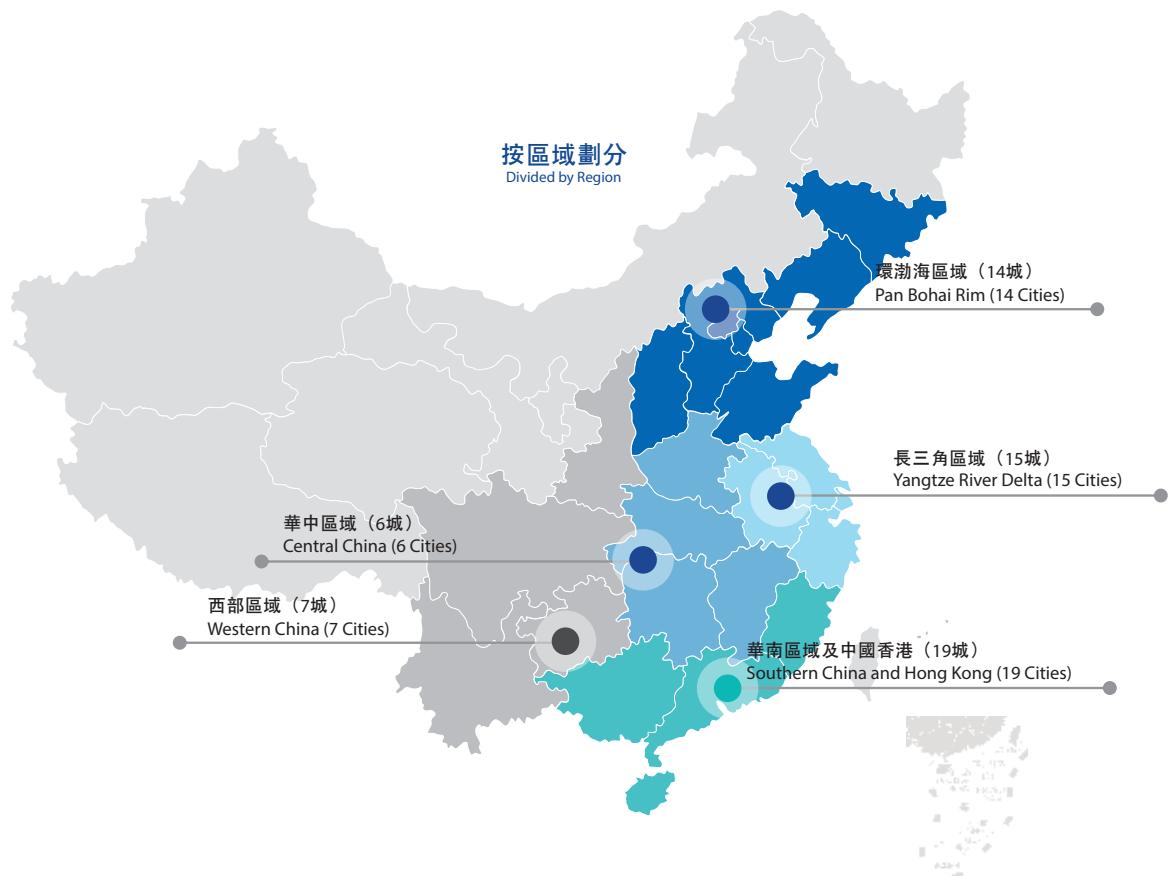 按區域劃分
Divided by Region
環渤海區域（14城）
Pan Bohai Rim (14 Cities)
長三角區域（15城）
Yangtze River Delta (15 Cities)
華中區域（6城）
Central China (6 Cities)
西部區域（7城）
Western China (7 Cities)
華南區域及中國香港（19城）
Southern China and Hong Kong (19 Cities)